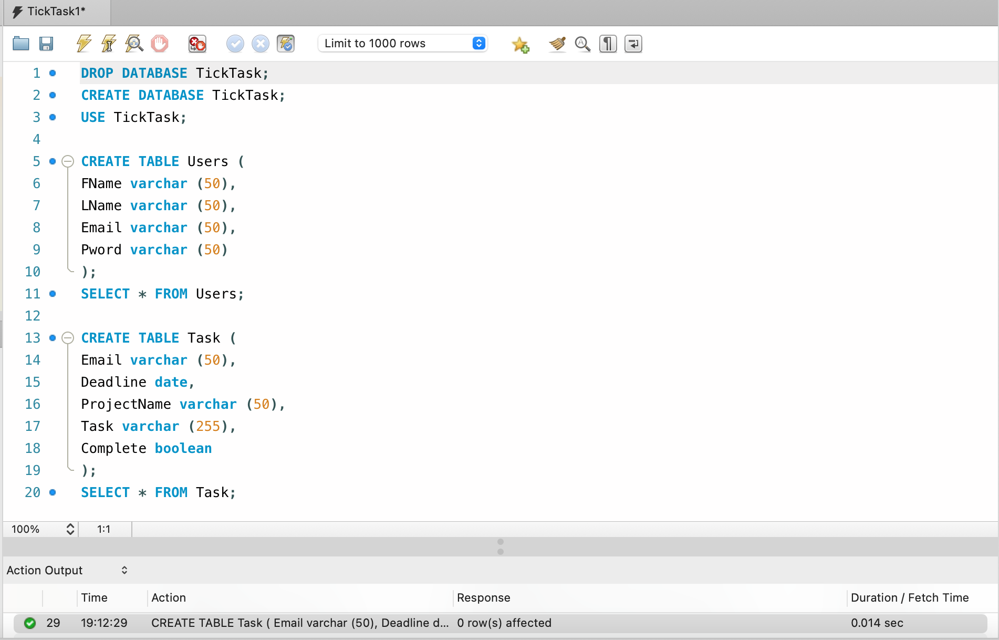 TickTask1*
Limit to 1000 rows
1 DROP DATABASE TickTask;
2 CREATE DATABASE TickTask;
3 USE TickTask;
4
5 CREATE TABLE Users (
6 FName varchar (50),
7 LName varchar (50),
8 Email varchar (50),
9 Pword varchar (50)
10 );
11 SELECT * FROM Users;
12
13 CREATE TABLE Task (
14 Email varchar (50),
15 Deadline date,
16 ProjectName varchar (50),
17 Task varchar (255),
18 Complete boolean
19 );
20 SELECT * FROM Task;
100% 1:1
Action Output
Time Action Response Duration / Fetch Time
29 19:12:29 CREATE TABLE Task ( Email varchar (50), Deadline d... 0 row(s) affected 0.014 sec